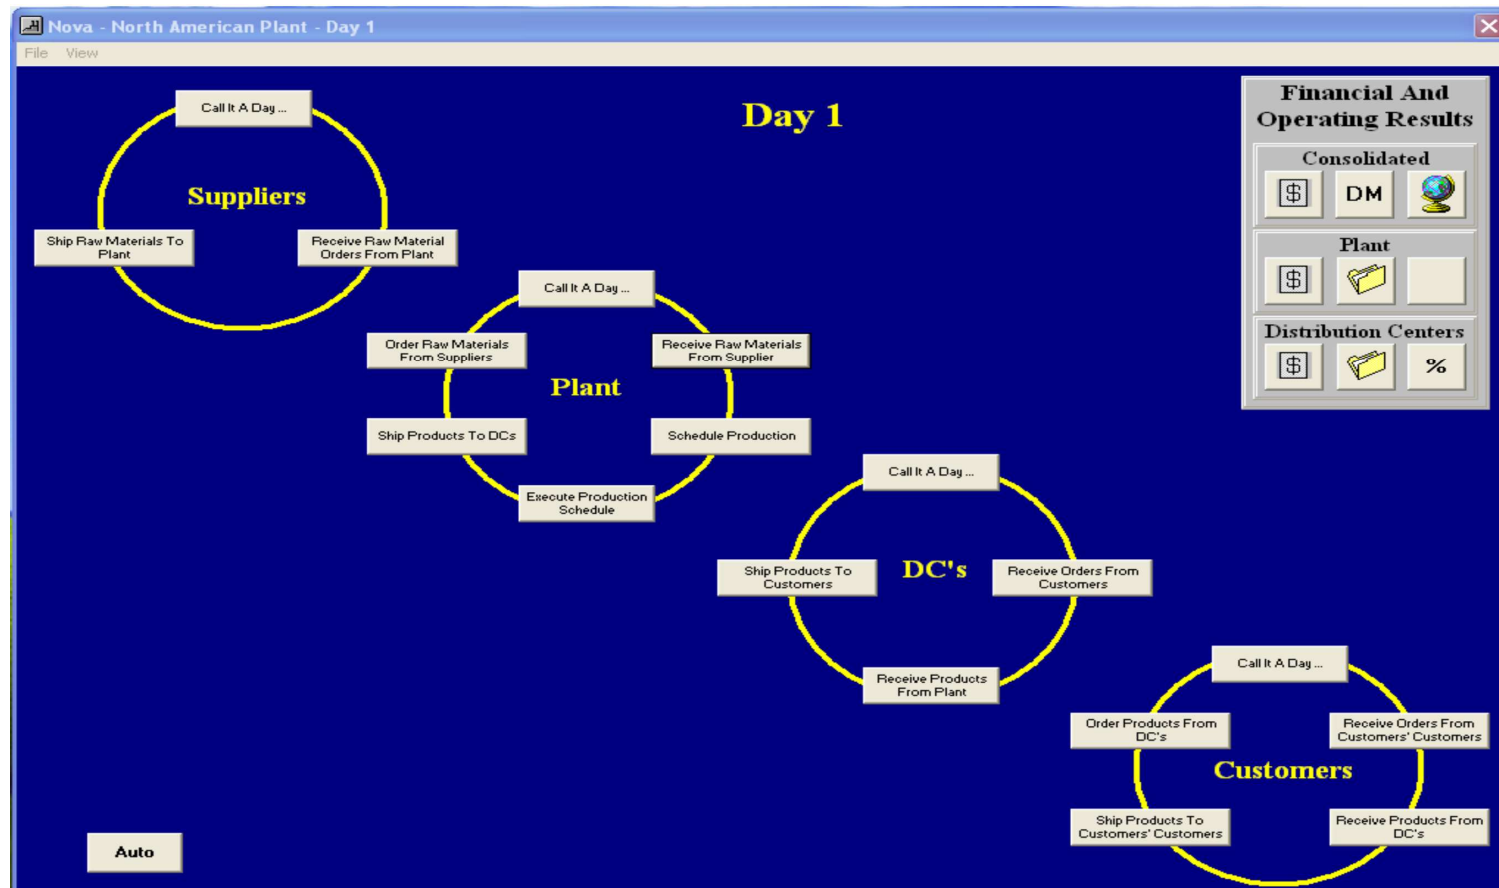 Nova - North American Plant - Day 1
File View
Day 1
Call It A Day ...
Suppliers
Ship Raw Materials To
Plant
Receive Raw Material
Orders From Plant
Call It A Day ...
Order Raw Materials
From Suppliers
Receive Raw Materials
From Supplier
Plant
Ship Products To DCs
Schedule Production
Execute Production
Schedule
Call It A Day ...
Ship Products To
Customers
DC's
Receive Orders From
Customers
Receive Products
From Plant
Call It A Day ...
Order Products From
DC's
Receive Orders From
Customers' Customers
Customers
Ship Products To
Customers' Customers
Receive Products From
DC's
Auto
Financial And
Operating Results
Consolidated
$ DM
Plant
$
Distribution Centers
$ %